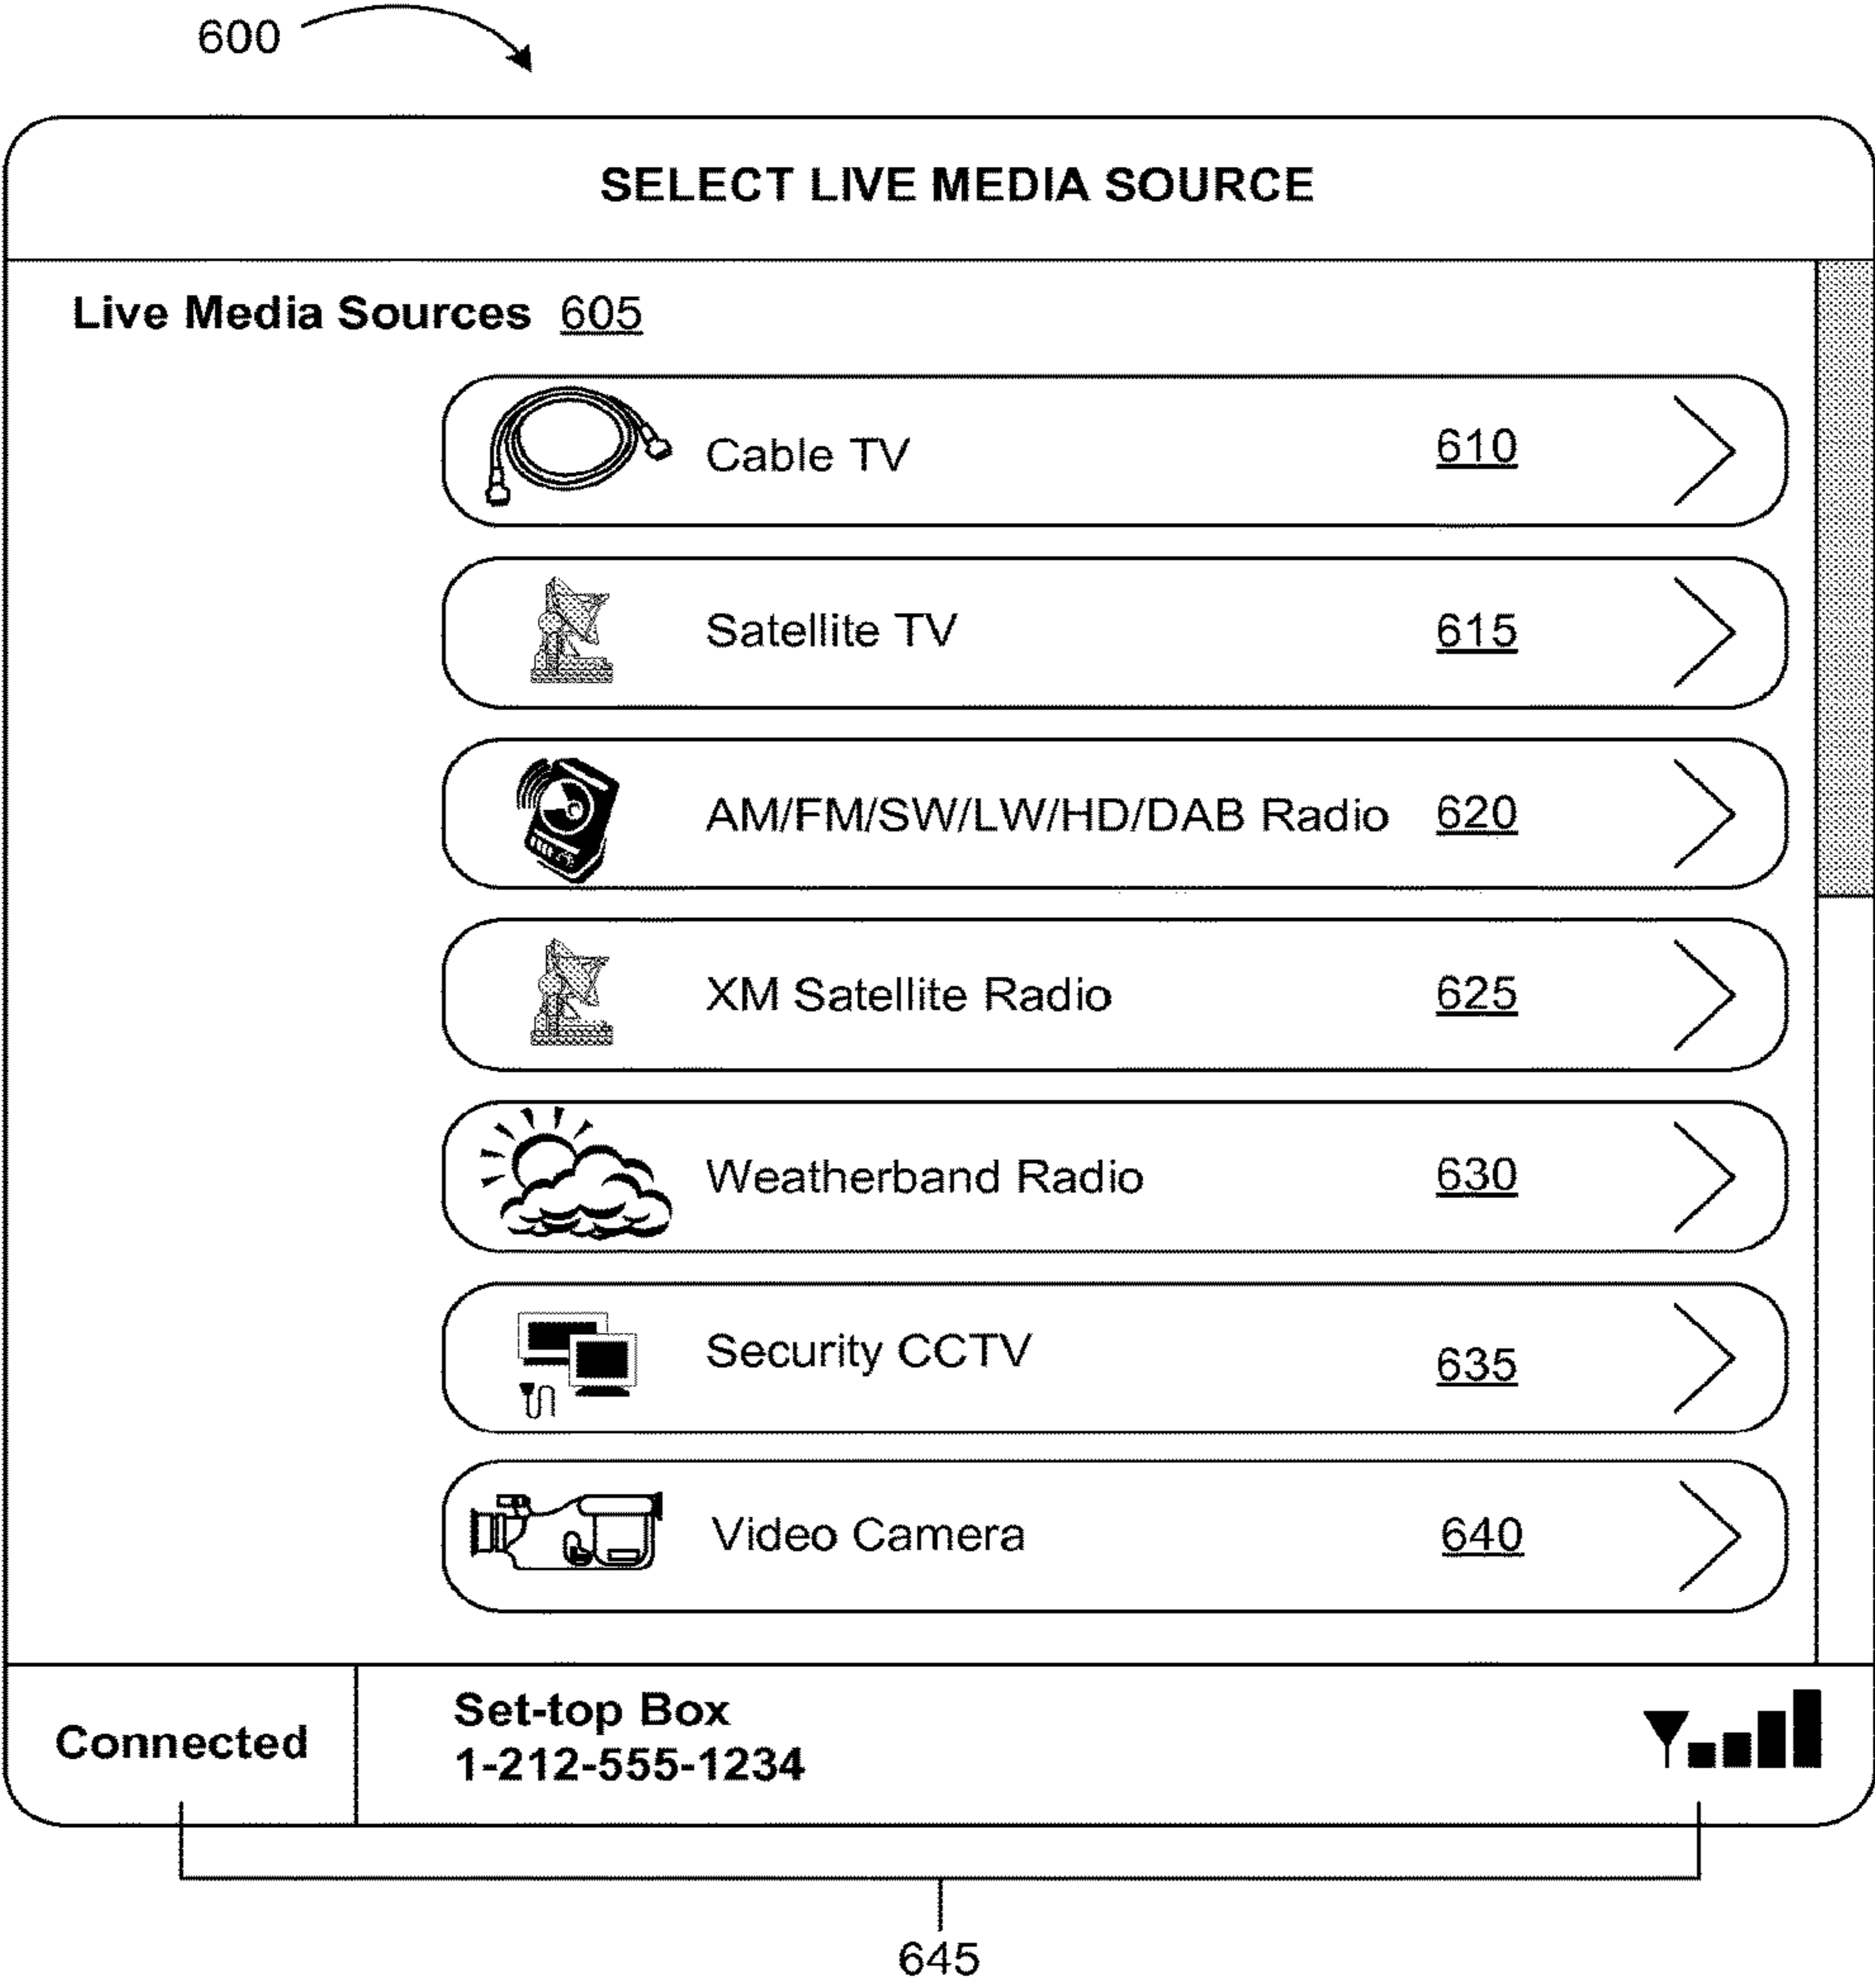 600
SELECT LIVE MEDIA SOURCE
Live Media Sources 605
Cable TV 610
Satellite TV 615
AM/FM/SW/LW/HD/DAB Radio 620
XM Satellite Radio 625
Weatherband Radio 630
Security CCTV 635
Video Camera 640
Connected
Set-top Box
1-212-555-1234
645